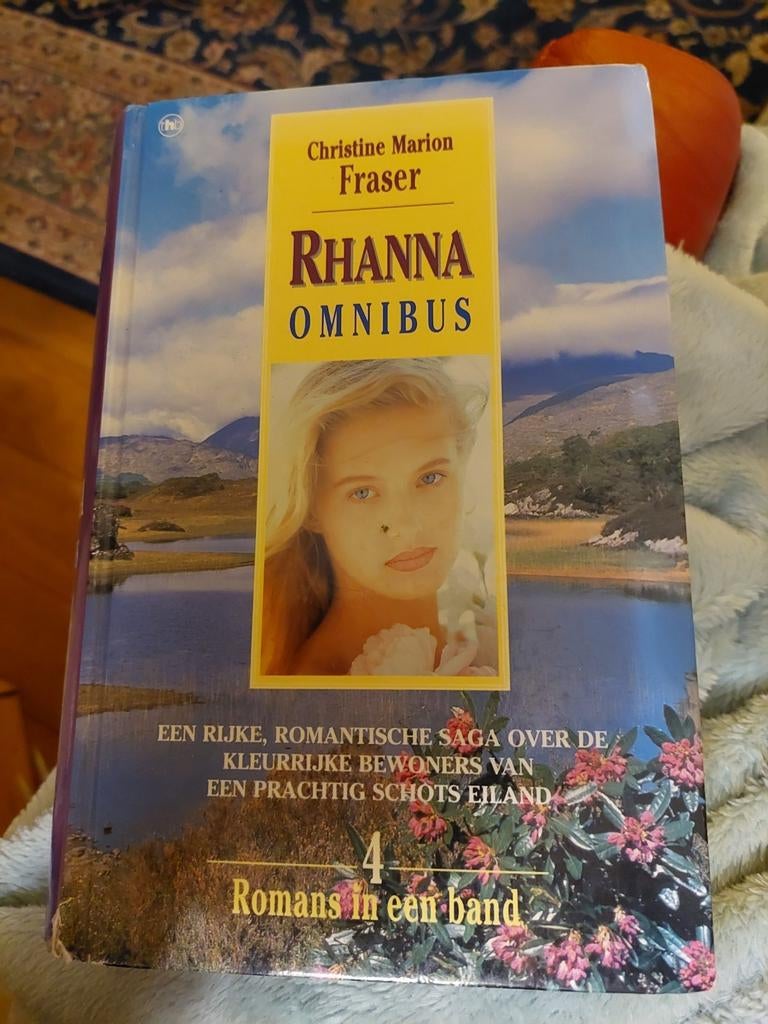 thb
Christine Marion
Fraser
RHANNA
OMNIBUS
EEN RIJKE, ROMANTISCHE SAGA OVER DE
KLEURRIJKE BEWONERS VAN
EEN PRACHTIG SCHOTS EILAND
4
Romans in een band